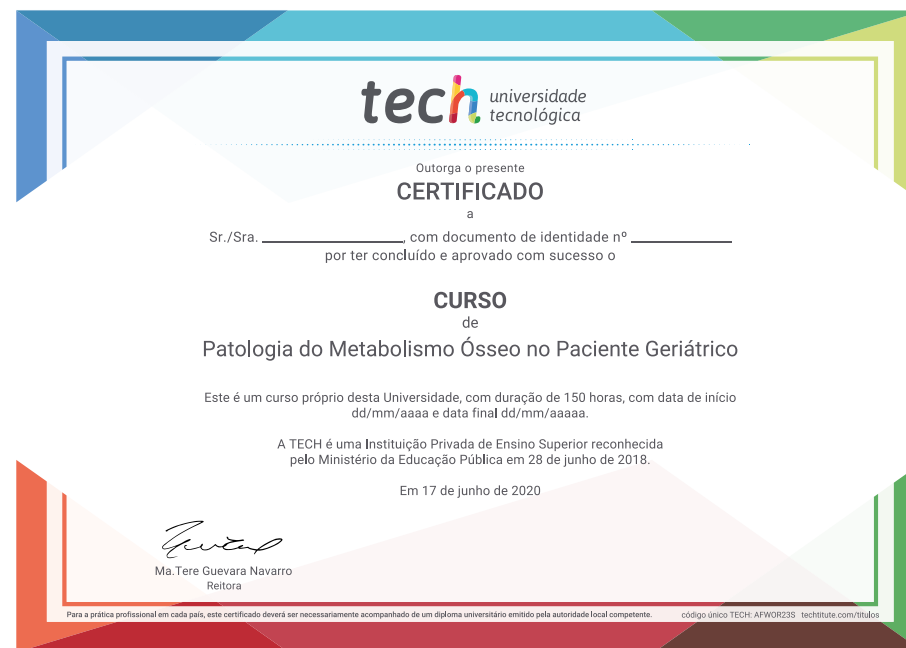 tech universidade
tecnológica
Outorga o presente
CERTIFICADO
a
Sr./Sra. ____________________, com documento de identidade nº ______________
por ter concluído e aprovado com sucesso o
CURSO
de
Patologia do Metabolismo Ósseo no Paciente Geriátrico
Este é um curso próprio desta Universidade, com duração de 150 horas, com data de início
dd/mm/aaaa e data final dd/mm/aaaaa.
A TECH é uma Instituição Privada de Ensino Superior reconhecida
pelo Ministério da Educação Pública em 28 de junho de 2018.
Em 17 de junho de 2020
Ma.Tere Guevara Navarro
Reitora
Para a prática profissional em cada país, este certificado deverá ser necessariamente acompanhado de um diploma universitário emitido pela autoridade local competente. código único TECH: AFWOR23S techtitute.com/titulos